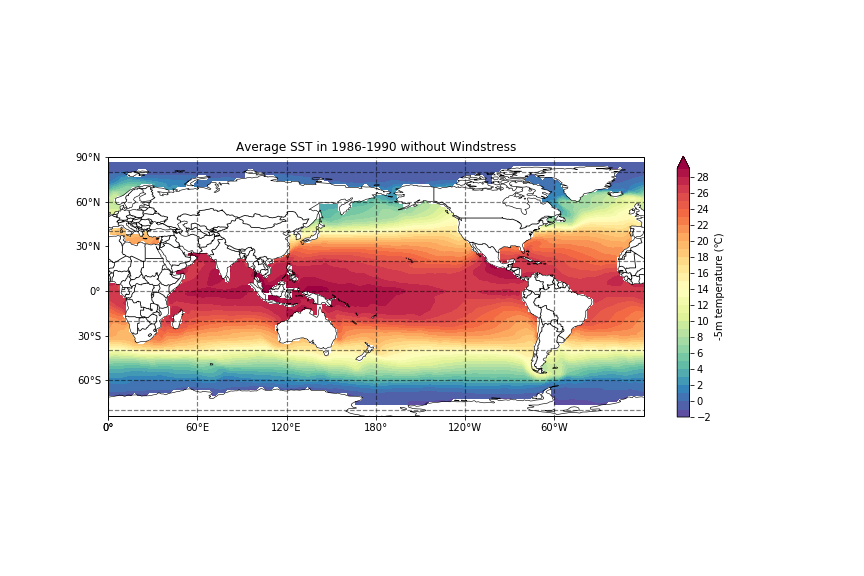 Average SST in 1986-1990 without Windstress
90°N
60°N
30°N
0°
30°S
60°S
0° 60°E 120°E 180° 120°W 60°W
0°
28
26
24
22
20
18
16
14
12
10
8
6
4
2
0
−2
-5m temperature (℃)